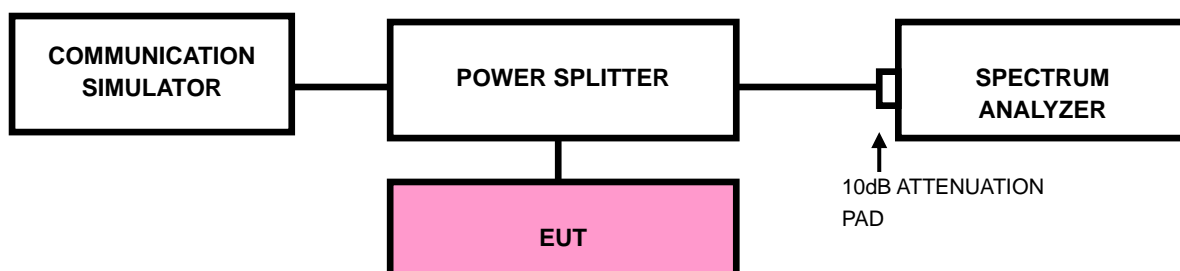 COMMUNICATION
SIMULATOR
POWER SPLITTER
SPECTRUM
ANALYZER
10dB ATTENUATION
PAD
EUT